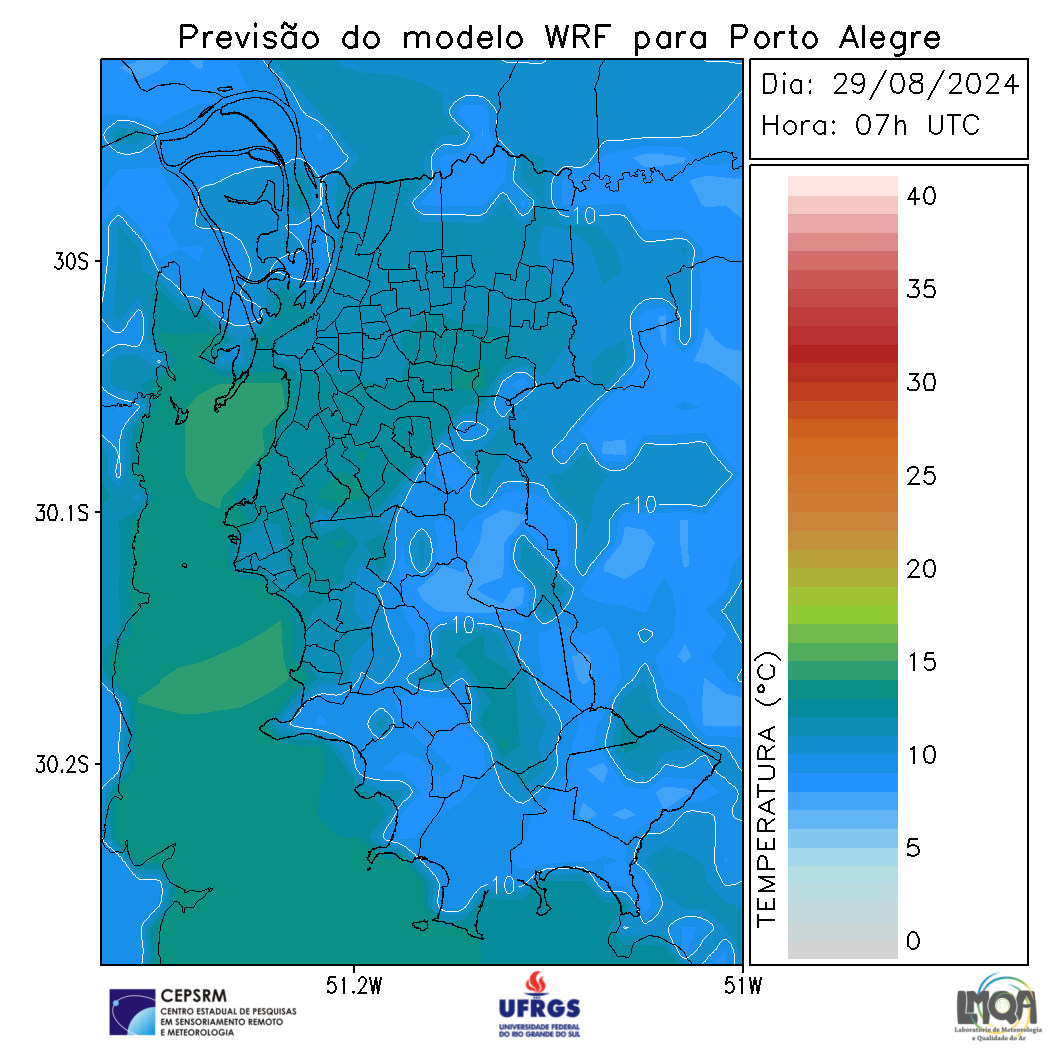 Previsão do modelo WRF para Porto Alegre
Dia: 29/08/2024
Hora: 07h UTC
40
35
30
25
20
15
10
5
0
TEMPERATURA (°C)
30S
30.1S
30.2S
51.2W
51W
10
10
10
10
CEPSRM
CENTRO ESTADUAL DE PESQUISAS
EM SENSORIAMENTO REMOTO
E METEOROLOGIA
UFRGS
UNIVERSIDADE FEDERAL
DO RIO GRANDE DO SUL
LMQA
Laboratório de Meteorologia
e Qualidade do Ar